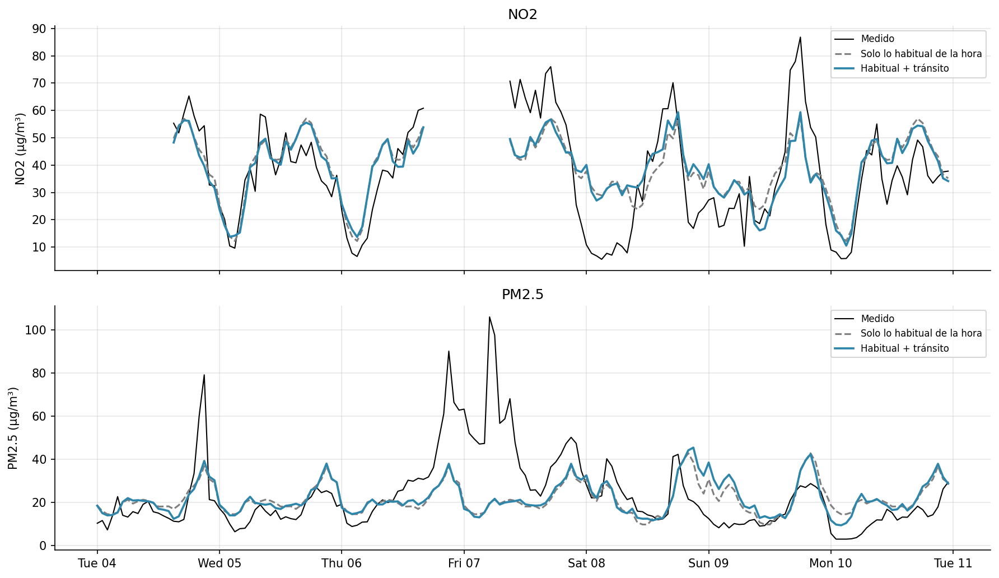 NO2
NO2 (µg/m³)
90
80
70
60
50
40
30
20
10
Medido
Solo lo habitual de la hora
Habitual + tránsito
PM2.5
PM2.5 (µg/m³)
100
80
60
40
20
0
Medido
Solo lo habitual de la hora
Habitual + tránsito
Tue 04 Wed 05 Thu 06 Fri 07 Sat 08 Sun 09 Mon 10 Tue 11